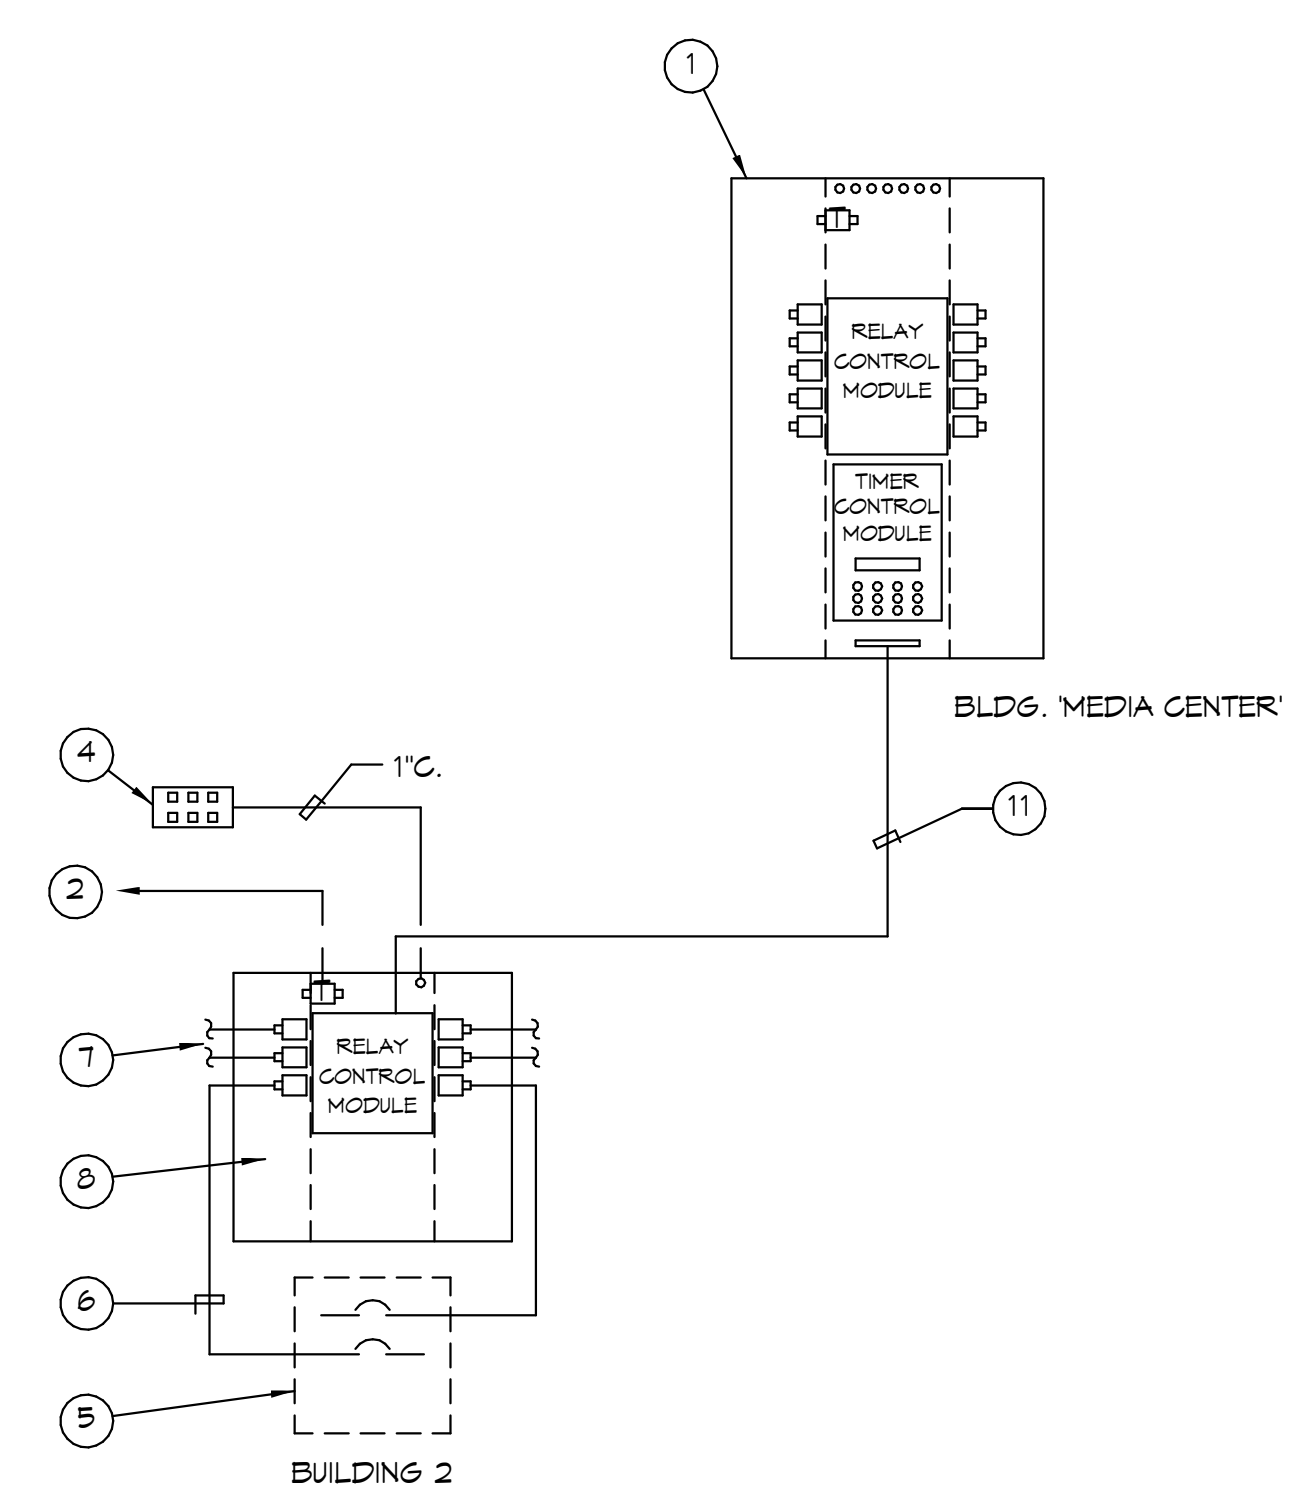 1
RELAY
CONTROL
MODULE
TIMER
CONTROL
MODULE
BLDG. 'MEDIA CENTER'
4
1"C.
11
2
7
RELAY
CONTROL
MODULE
8
6
5
BUILDING 2